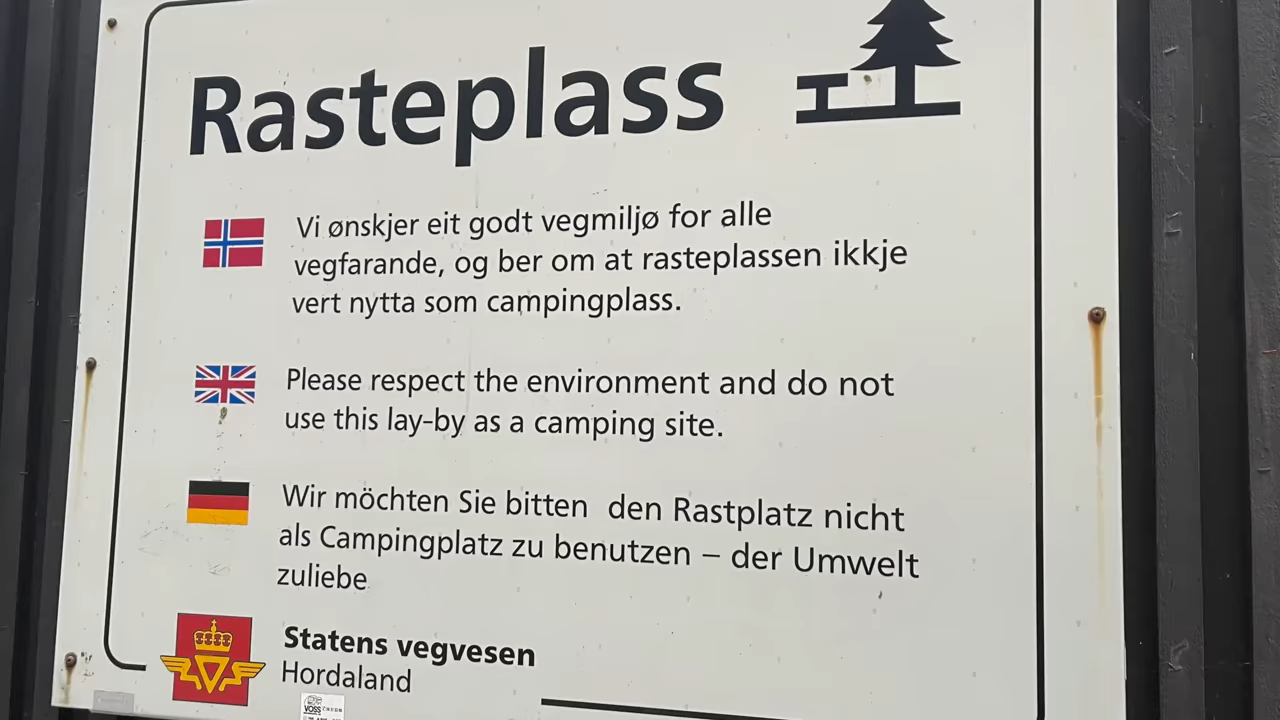 Rasteplass
Vi ønskjer eit godt vegmiljø for alle
vegfarande, og ber om at rasteplassen ikkje
vert nytta som campingplass.
Please respect the environment and do not
use this lay-by as a camping site.
Wir möchten Sie bitten den Rastplatz nicht
als Campingplatz zu benutzen – der Umwelt
zuliebe
Statens vegvesen
Hordaland
VOSS